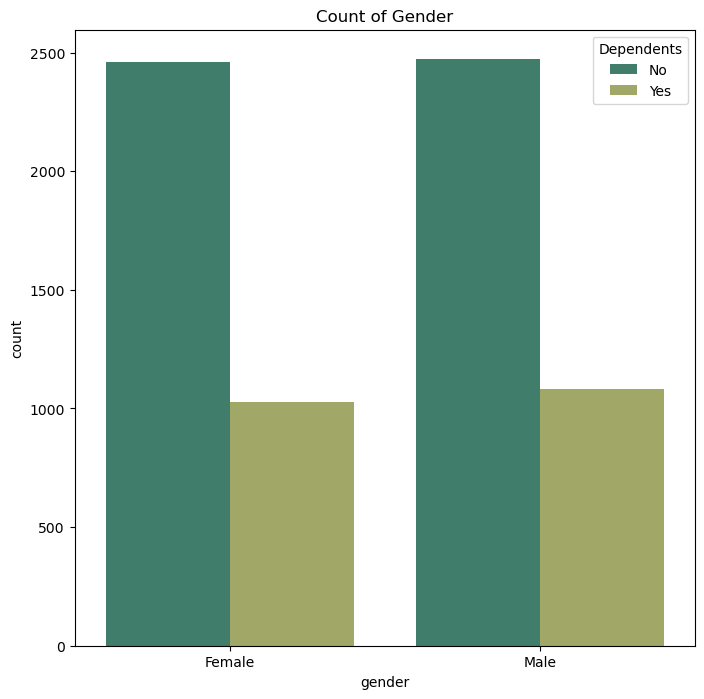 Count of Gender
Dependents
No
Yes
2500
2000
1500
1000
500
0
count
Female
Male
gender